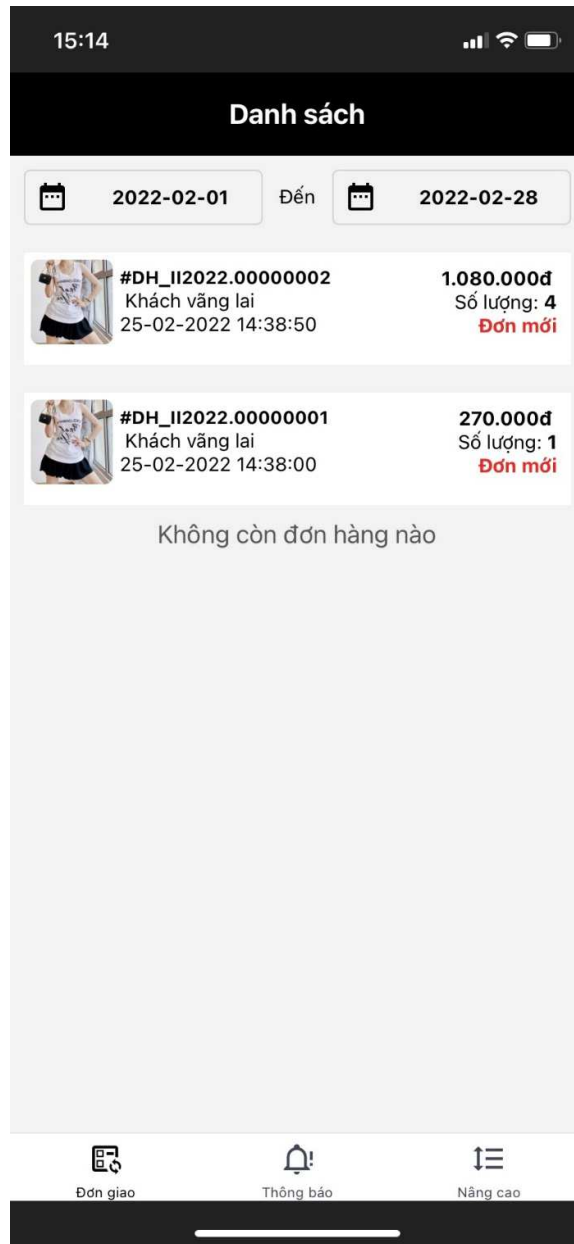 15:14
Danh sách
2022-02-01 Đến 2022-02-28
#DH_II2022.00000002 1.080.000đ
Khách vãng lai Số lượng: 4
25-02-2022 14:38:50 Đơn mới
#DH_II2022.00000001 270.000đ
Khách vãng lai Số lượng: 1
25-02-2022 14:38:00 Đơn mới
Không còn đơn hàng nào
Đơn giao Thông báo Nâng cao